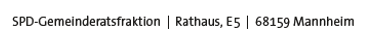 SPD-Gemeinderatsfraktion | Rathaus, E5 | 68159 Mannheim